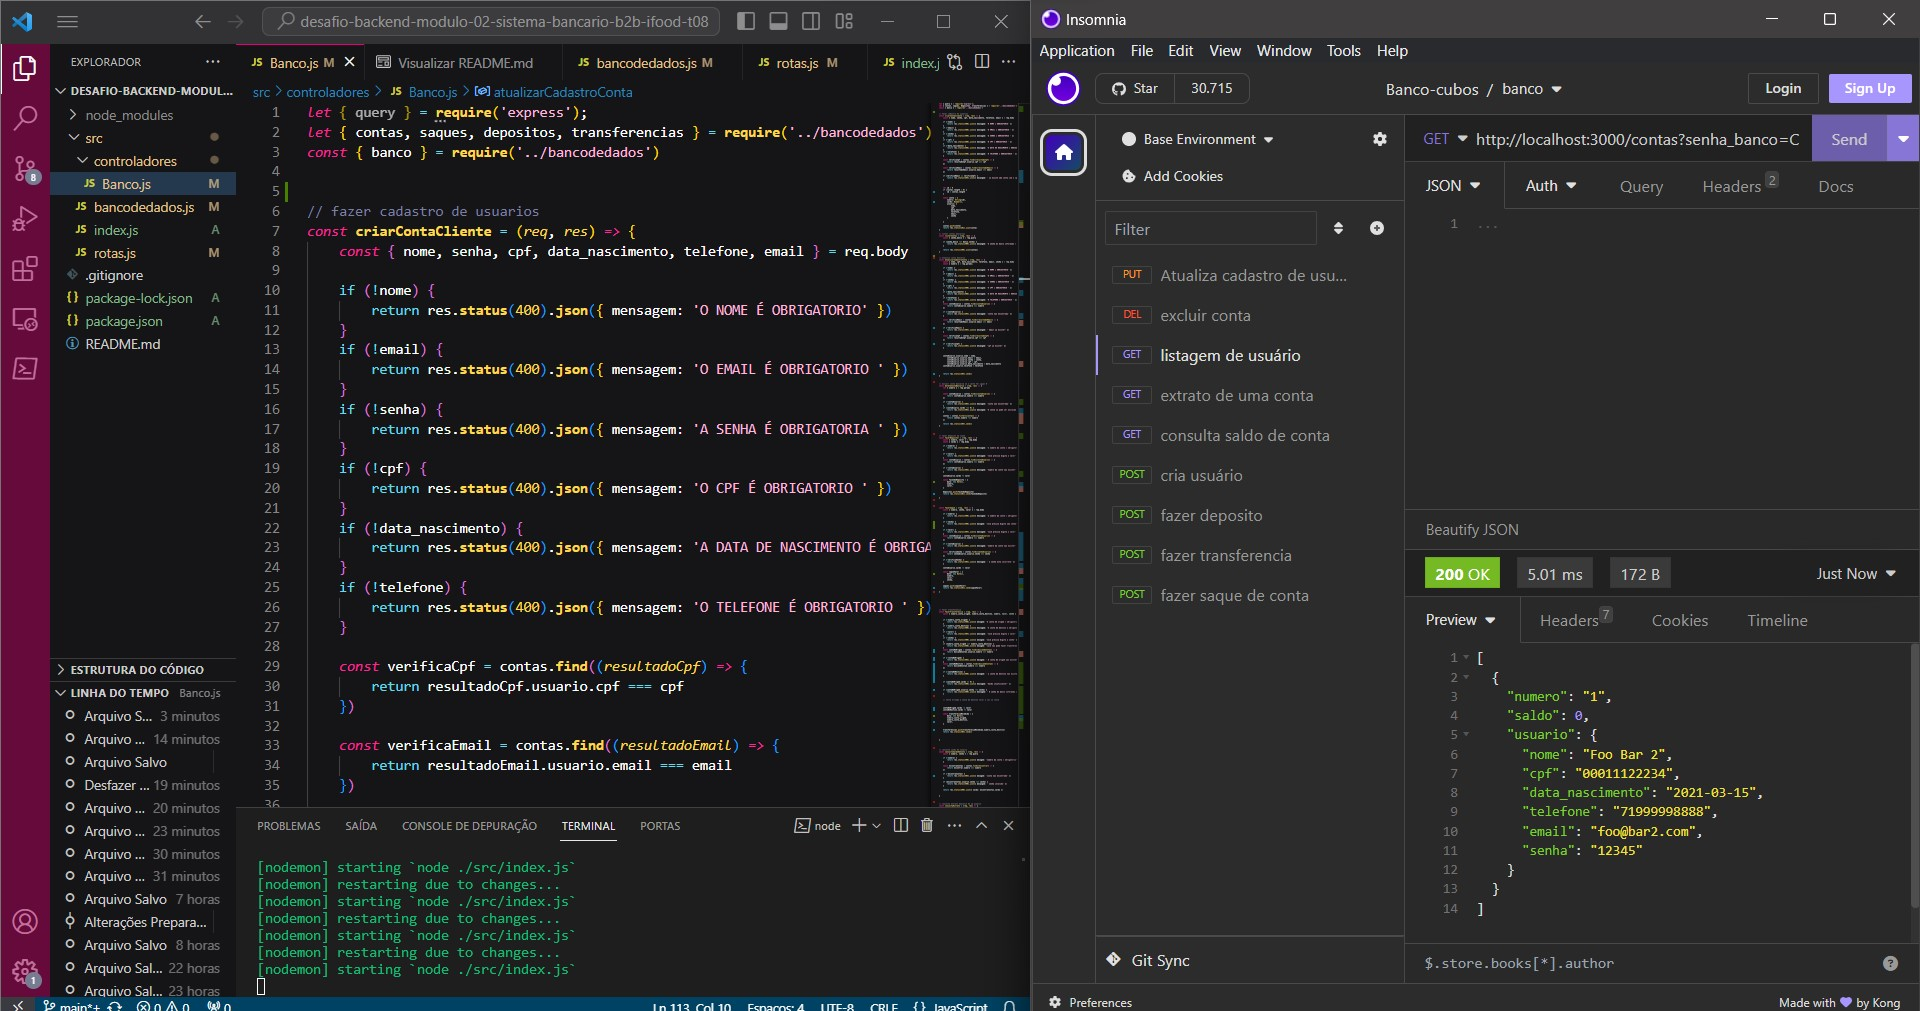 desafio-backend-modulo-02-sistema-bancario-b2b-ifood-t08
EXPLORADOR
DESAFIO-BACKEND-MODUL...
node_modules
src
controladores
JS Banco.js M
JS bancodedados.js M
JS index.js A
JS rotas.js M
.gitignore
{} package-lock.json A
{} package.json A
README.md
8
1
ESTRUTURA DO CÓDIGO
LINHA DO TEMPO Banco.js
Arquivo S... 3 minutos
Arquivo ... 14 minutos
Arquivo Salvo
Desfazer ... 19 minutos
Arquivo ... 20 minutos
Arquivo ... 23 minutos
Arquivo ... 30 minutos
Arquivo ... 31 minutos
Arquivo Salvo 7 horas
Alterações Prepara...
Arquivo Salvo 8 horas
Arquivo Sal... 22 horas
Arquivo Sal... 23 horas
JS Banco.js M
Visualizar README.md
JS bancodedados.js M
JS rotas.js M
JS index.j
src > controladores > JS Banco.js > atualizarCadastroConta
1 let { query } = require('express');
2 let { contas, saques, depositos, transferencias } = require('../bancodedados')
3 const { banco } = require('../bancodedados')
4
5
6 // fazer cadastro de usuarios
7 const criarContaCliente = (req, res) => {
8 const { nome, senha, cpf, data_nascimento, telefone, email } = req.body
9
10 if (!nome) {
11 return res.status(400).json({ mensagem: 'O NOME É OBRIGATORIO' })
12 }
13 if (!email) {
14 return res.status(400).json({ mensagem: 'O EMAIL É OBRIGATORIO ' })
15 }
16 if (!senha) {
17 return res.status(400).json({ mensagem: 'A SENHA É OBRIGATORIA ' })
18 }
19 if (!cpf) {
20 return res.status(400).json({ mensagem: 'O CPF É OBRIGATORIO ' })
21 }
22 if (!data_nascimento) {
23 return res.status(400).json({ mensagem: 'A DATA DE NASCIMENTO É OBRIGA
24 }
25 if (!telefone) {
26 return res.status(400).json({ mensagem: 'O TELEFONE É OBRIGATORIO ' })
27 }
28
29 const verificaCpf = contas.find((resultadoCpf) => {
30 return resultadoCpf.usuario.cpf === cpf
31 })
32
33 const verificaEmail = contas.find((resultadoEmail) => {
34 return resultadoEmail.usuario.email === email
35 })
36
PROBLEMAS SAÍDA CONSOLE DE DEPURAÇÃO TERMINAL PORTAS node
[nodemon] starting `node ./src/index.js`
[nodemon] restarting due to changes...
[nodemon] starting `node ./src/index.js`
[nodemon] restarting due to changes...
[nodemon] starting `node ./src/index.js`
[nodemon] restarting due to changes...
[nodemon] starting `node ./src/index.js`
main*+ 0 0 0 Ln 113, Col 10 Espaços: 4 UTF-8 CRLF {} JavaScript
Insomnia
Application File Edit View Window Tools Help
Star 30.715
Banco-cubos / banco
Login
Sign Up
Base Environment
Add Cookies
Filter
PUT Atualiza cadastro de usu...
DEL excluir conta
GET listagem de usuário
GET extrato de uma conta
GET consulta saldo de conta
POST cria usuário
POST fazer deposito
POST fazer transferencia
POST fazer saque de conta
Git Sync
Preferences
GET http://localhost:3000/contas?senha_banco=C Send
JSON Auth Query Headers 2 Docs
1 ...
Beautify JSON
200 OK 5.01 ms 172 B Just Now
Preview Headers 7 Cookies Timeline
1 [
2 {
3 "numero": "1",
4 "saldo": 0,
5 "usuario": {
6 "nome": "Foo Bar 2",
7 "cpf": "00011122234",
8 "data_nascimento": "2021-03-15",
9 "telefone": "71999998888",
10 "email": "foo@bar2.com",
11 "senha": "12345"
12 }
13 }
14 ]
$.store.books[*].author
Made with 💜 by Kong